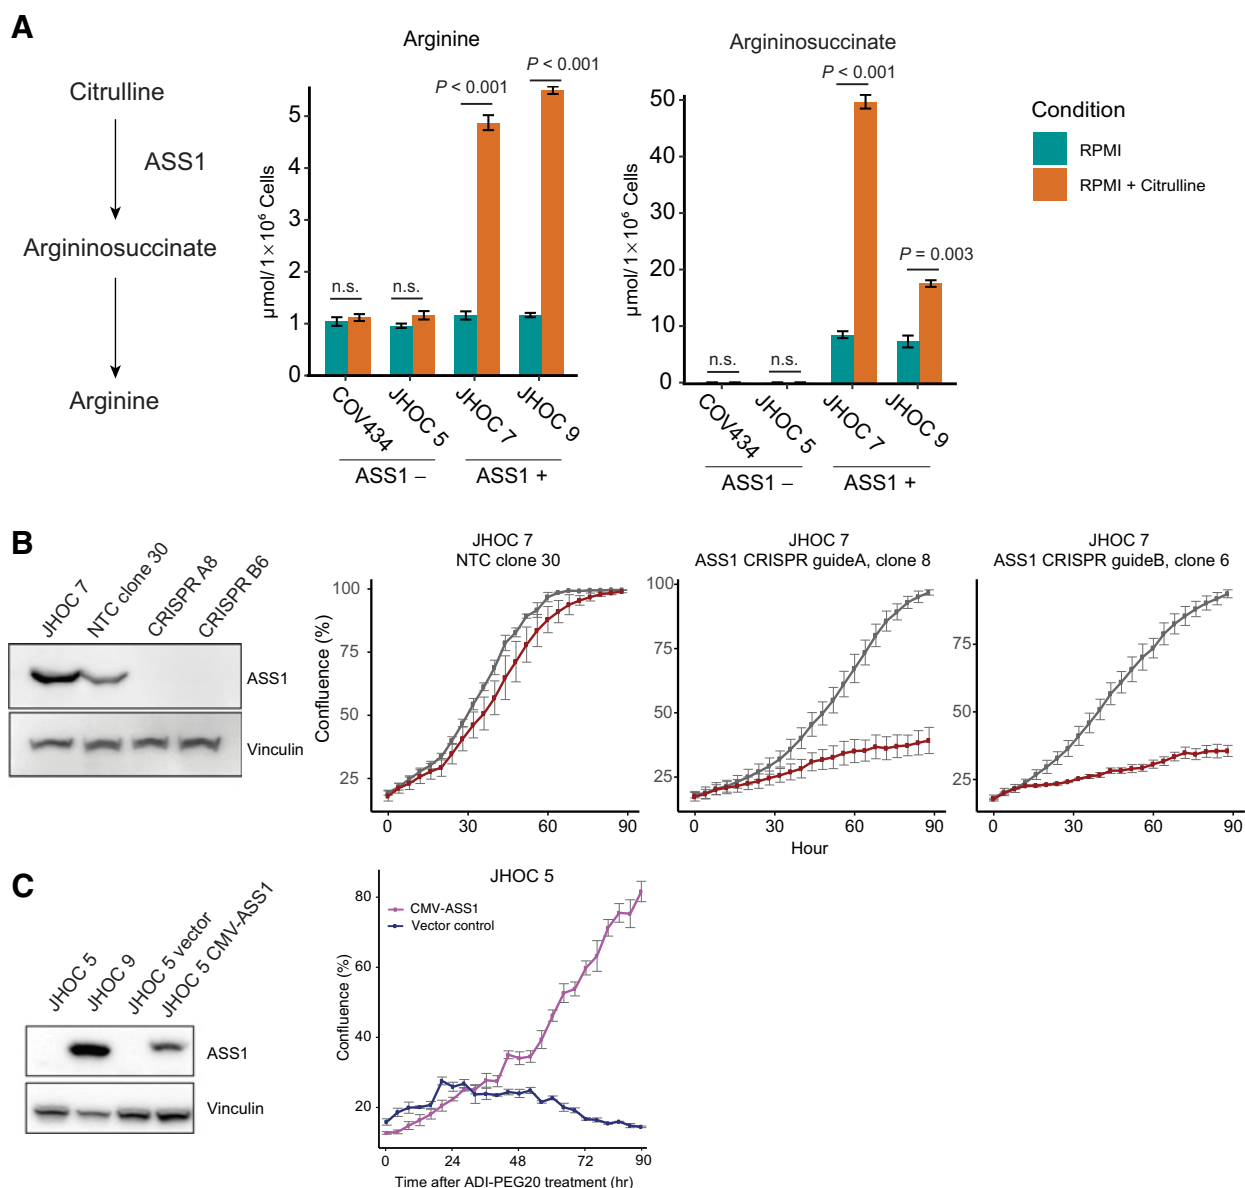 A
Citrulline
ASS1
Argininosuccinate
Arginine
Arginine
μmol/1 × 10⁶ Cells
5
4
3
2
1
0
n.s.
n.s.
P < 0.001
P < 0.001
COV434
JHOC 5
JHOC 7
JHOC 9
ASS1 –
ASS1 +
Argininosuccinate
μmol/1 × 10⁶ Cells
50
40
30
20
10
0
n.s.
n.s.
P < 0.001
P = 0.003
COV434
JHOC 5
JHOC 7
JHOC 9
ASS1 –
ASS1 +
Condition
RPMI
RPMI + Citrulline
B
JHOC 7
NTC clone 30
CRISPR A8
CRISPR B6
ASS1
Vinculin
JHOC 7
NTC clone 30
Confluence (%)
100
75
50
25
0
30
60
90
JHOC 7
ASS1 CRISPR guideA, clone 8
100
75
50
25
0
30
60
90
Hour
JHOC 7
ASS1 CRISPR guideB, clone 6
75
50
25
0
30
60
90
C
JHOC 5
JHOC 9
JHOC 5 vector
JHOC 5 CMV-ASS1
ASS1
Vinculin
JHOC 5
CMV-ASS1
Vector control
Confluence (%)
80
60
40
20
0
24
48
72
90
Time after ADI-PEG20 treatment (hr)